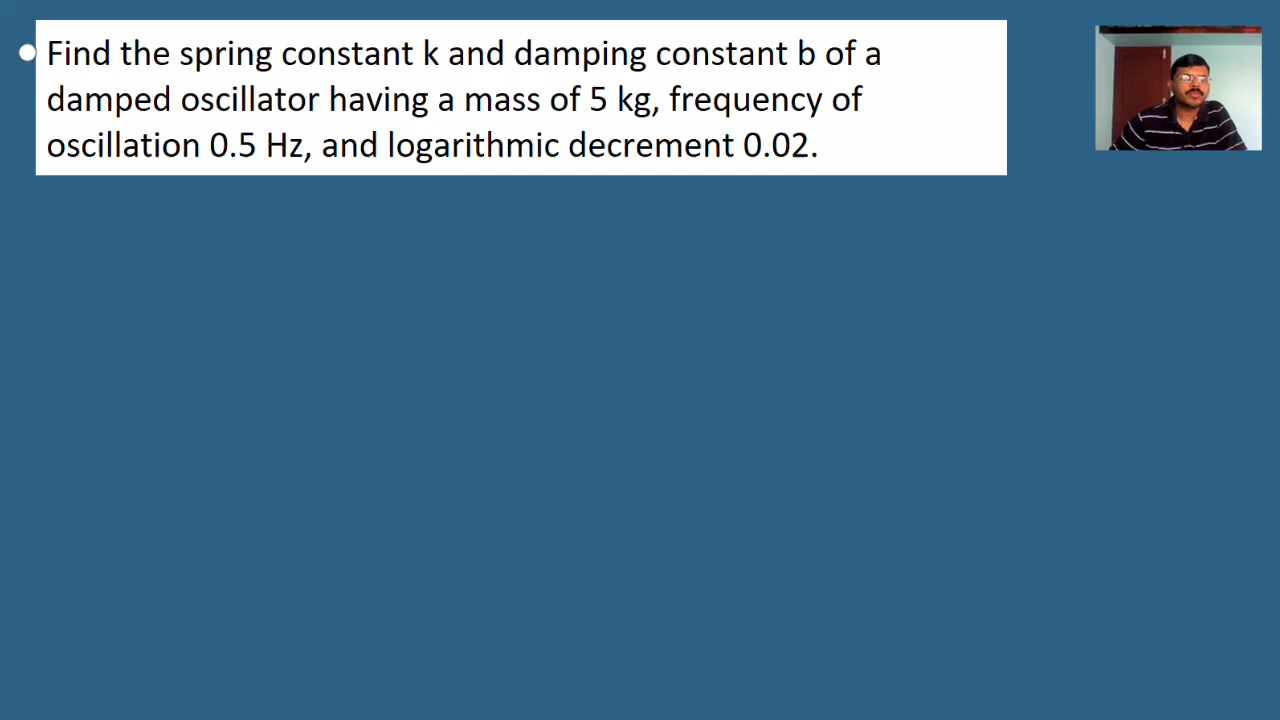 Find the spring constant k and damping constant b of a
damped oscillator having a mass of 5 kg, frequency of
oscillation 0.5 Hz, and logarithmic decrement 0.02.